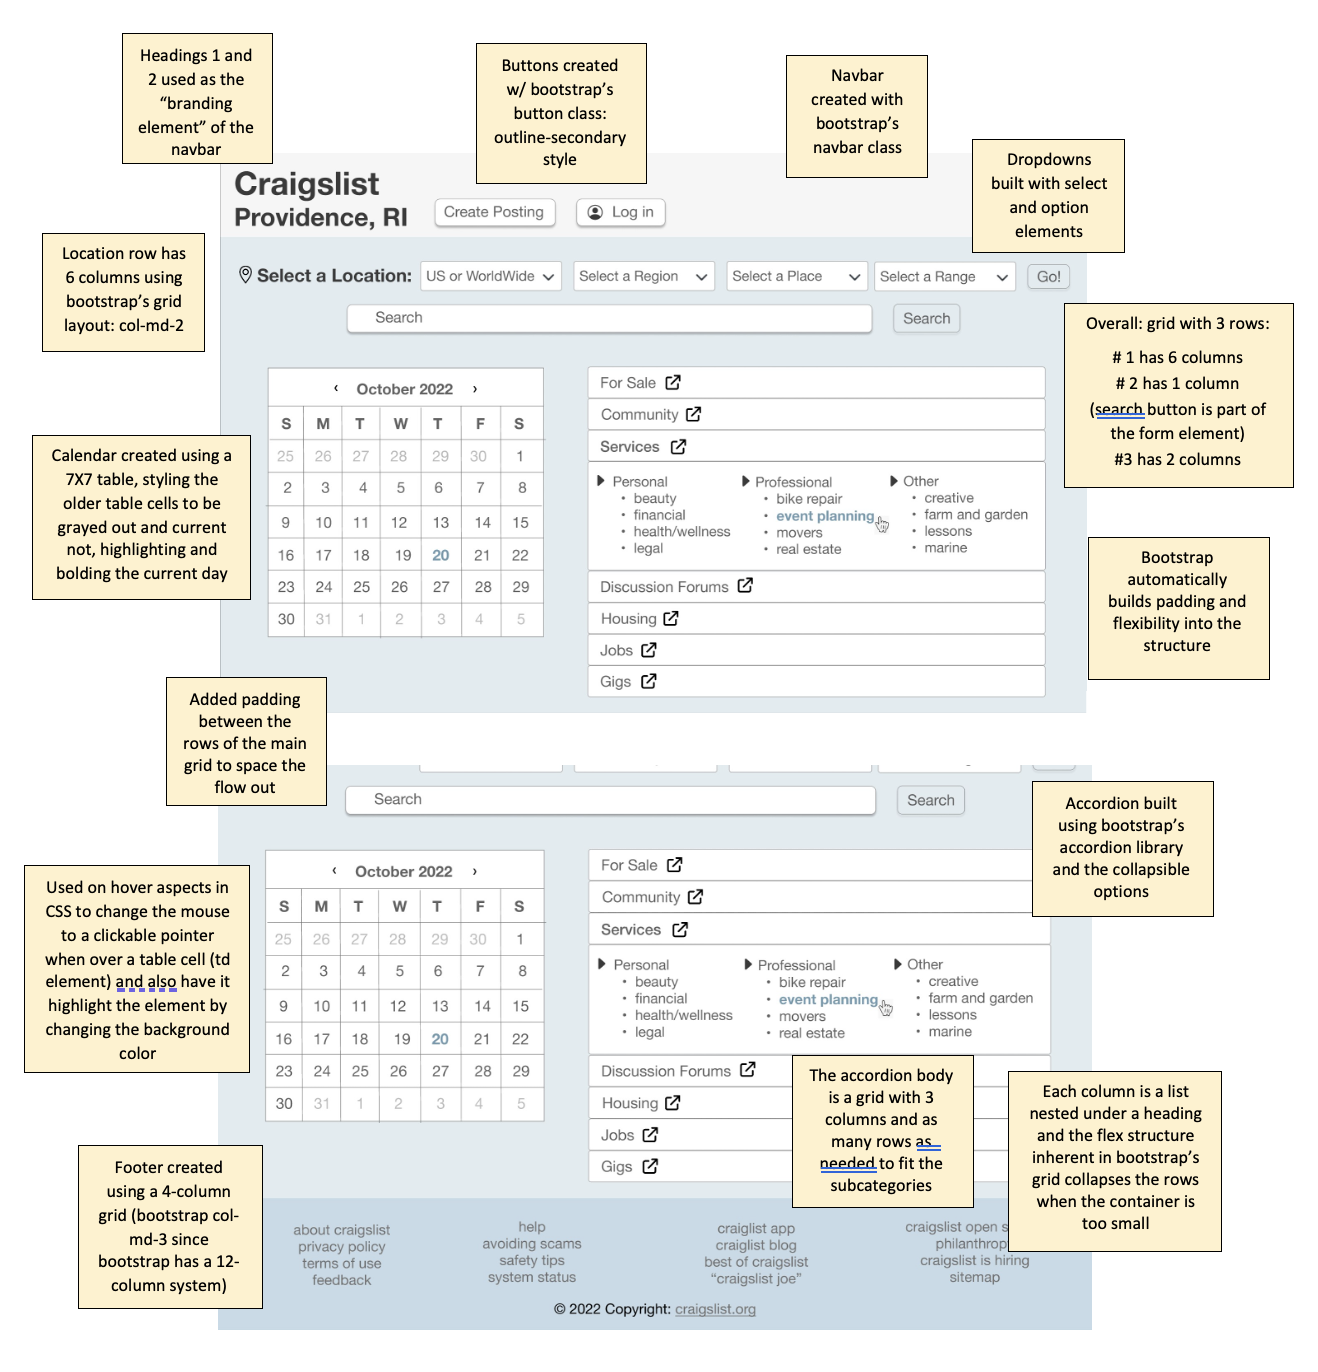 Headings 1 and
2 used as the
“branding
element” of the
navbar
Buttons created
w/ bootstrap’s
button class:
outline-secondary
style
Navbar
created with
bootstrap’s
navbar class
Dropdowns
built with select
and option
elements
Craigslist
Providence, RI
Create Posting
Log in
Location row has
6 columns using
bootstrap’s grid
layout: col-md-2
Select a Location:
US or WorldWide
Select a Region
Select a Place
Select a Range
Go!
Search
Search
Overall: grid with 3 rows:
# 1 has 6 columns
# 2 has 1 column
(search button is part of
the form element)
#3 has 2 columns
Calendar created using a
7X7 table, styling the
older table cells to be
grayed out and current
not, highlighting and
bolding the current day
‹ October 2022 ›
S M T W T F S
25 26 27 28 29 30 1
2 3 4 5 6 7 8
9 10 11 12 13 14 15
16 17 18 19 20 21 22
23 24 25 26 27 28 29
30 31 1 2 3 4 5
For Sale
Community
Services
Personal
• beauty
• financial
• health/wellness
• legal
Professional
• bike repair
• event planning
• movers
• real estate
Other
• creative
• farm and garden
• lessons
• marine
Discussion Forums
Housing
Jobs
Gigs
Bootstrap
automatically
builds padding and
flexibility into the
structure
Added padding
between the
rows of the main
grid to space the
flow out
Search
Search
Accordion built
using bootstrap’s
accordion library
and the collapsible
options
Used on hover aspects in
CSS to change the mouse
to a clickable pointer
when over a table cell (td
element) and also have it
highlight the element by
changing the background
color
‹ October 2022 ›
S M T W T F S
25 26 27 28 29 30 1
2 3 4 5 6 7 8
9 10 11 12 13 14 15
16 17 18 19 20 21 22
23 24 25 26 27 28 29
30 31 1 2 3 4 5
For Sale
Community
Services
Personal
• beauty
• financial
• health/wellness
• legal
Professional
• bike repair
• event planning
• movers
• real estate
Other
• creative
• farm and garden
• lessons
• marine
Discussion Forums
Housing
Jobs
Gigs
The accordion body
is a grid with 3
columns and as
many rows as
needed to fit the
subcategories
Each column is a list
nested under a heading
and the flex structure
inherent in bootstrap’s
grid collapses the rows
when the container is
too small
Footer created
using a 4-column
grid (bootstrap col-
md-3 since
bootstrap has a 12-
column system)
about craigslist
privacy policy
terms of use
feedback
help
avoiding scams
safety tips
system status
craiglist app
craiglist blog
best of craigslist
“craigslist joe”
craigslist open s
philanthrop
craigslist is hiring
sitemap
© 2022 Copyright: craigslist.org